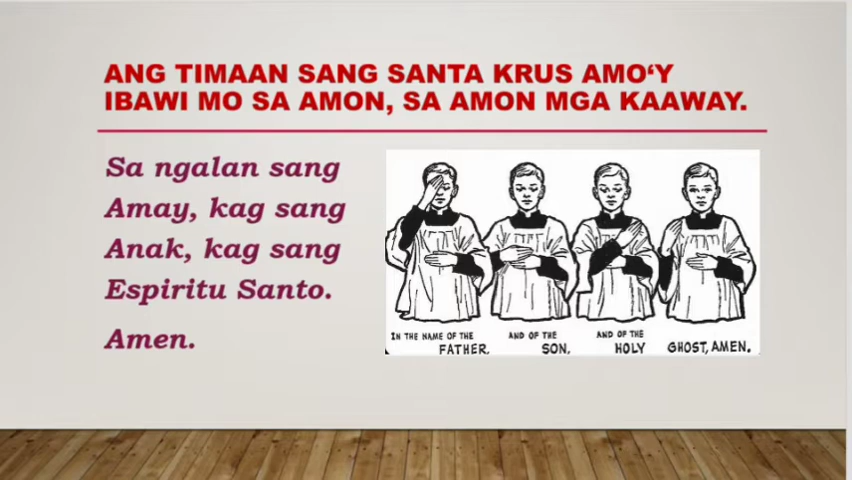 ANG TIMAAN SANG SANTA KRUS AMO‘Y
IBAWI MO SA AMON, SA AMON MGA KAAWAY.
Sa ngalan sang
Amay, kag sang
Anak, kag sang
Espiritu Santo.
Amen.
IN THE NAME OF THE
FATHER,
AND OF THE
SON,
AND OF THE
HOLY
GHOST, AMEN.